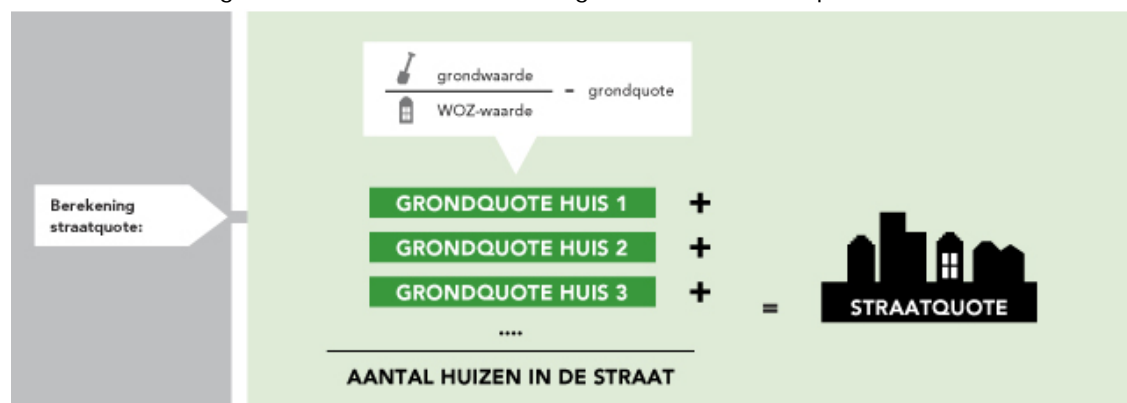 grondwaarde
= grondquote
WOZ-waarde
Berekening
straatquote:
GRONDQUOTE HUIS 1 +
GRONDQUOTE HUIS 2 +
GRONDQUOTE HUIS 3 +
....
AANTAL HUIZEN IN DE STRAAT
=
STRAATQUOTE